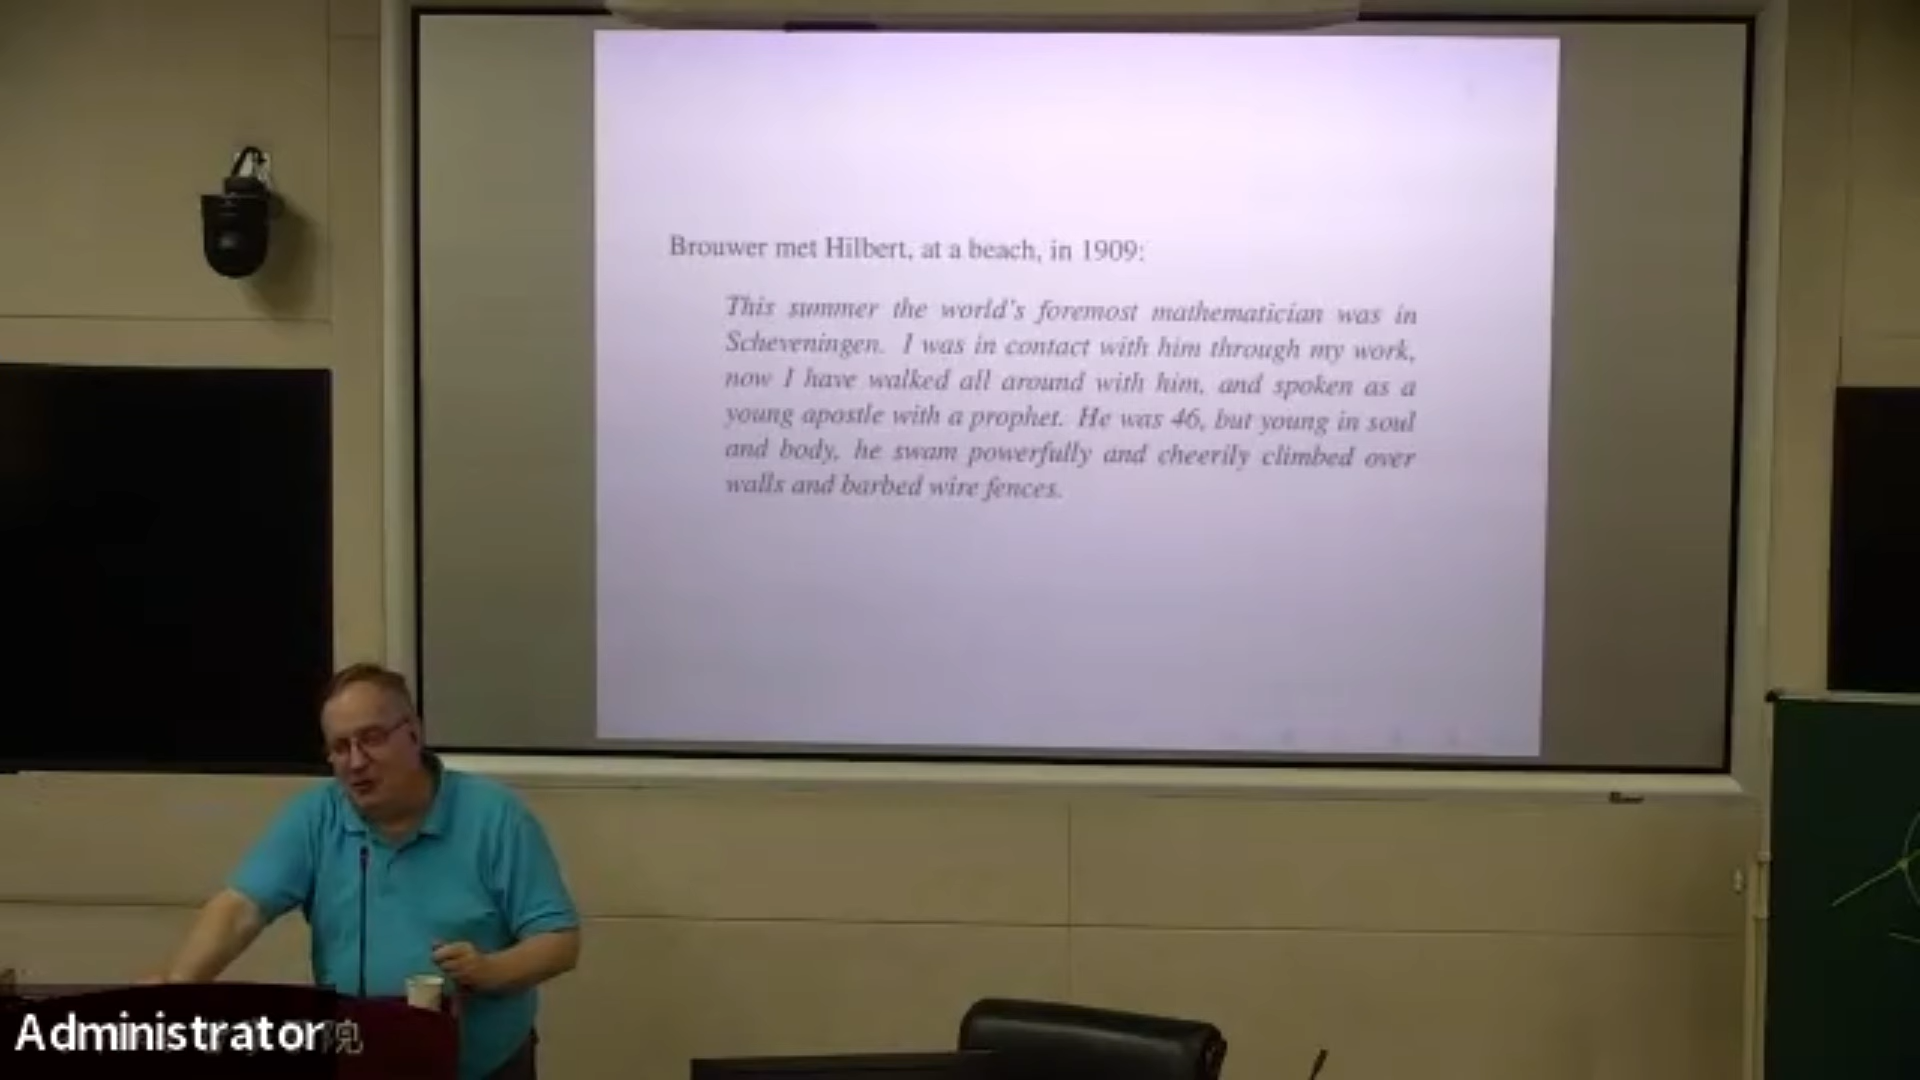 Brouwer met Hilbert, at a beach, in 1909:
This summer the world's foremost mathematician was in
Scheveningen. I was in contact with him through my work,
now I have walked all around with him, and spoken as a
young apostle with a prophet. He was 46, but young in soul
and body, he swam powerfully and cheerily climbed over
walls and barbed wire fences.
Administrator